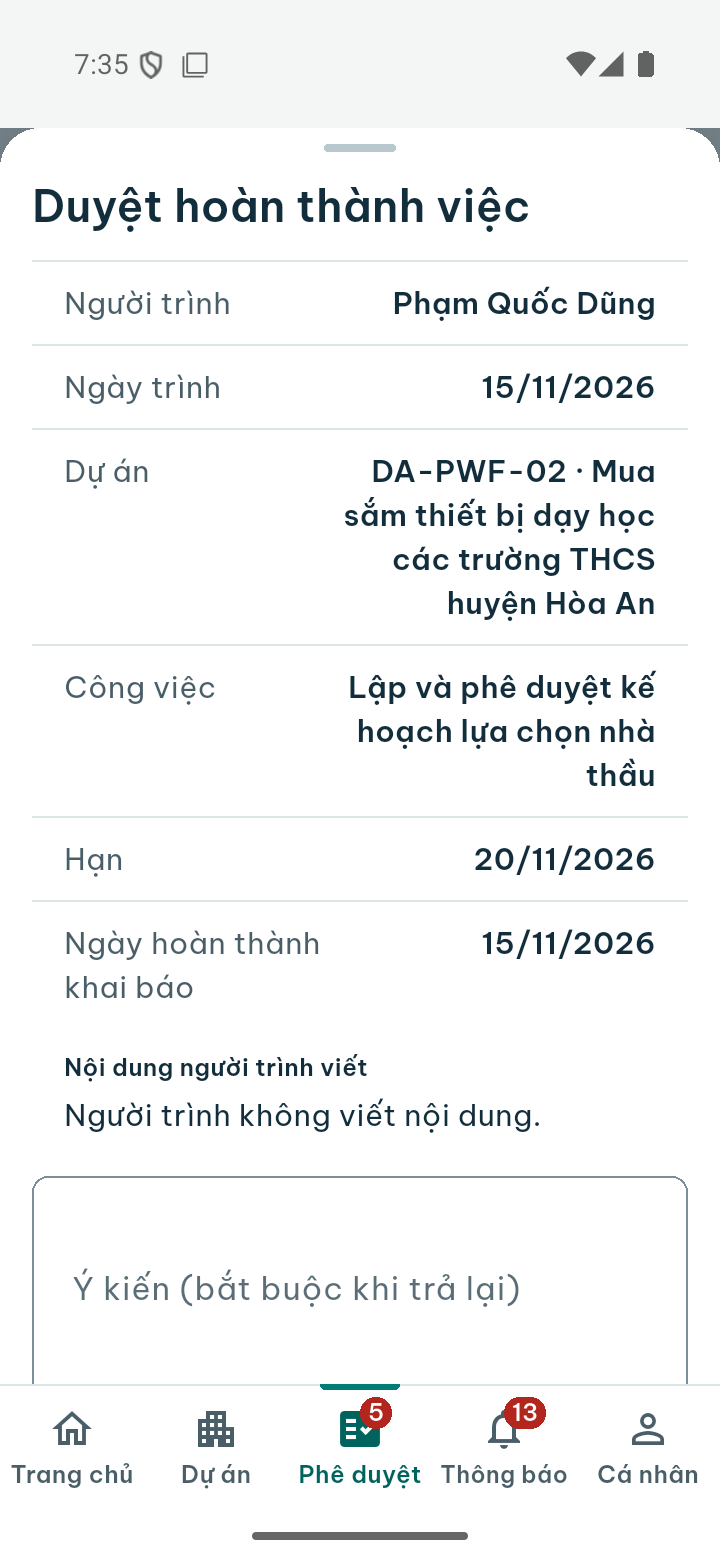 7:35
Duyệt hoàn thành việc
Người trình
Phạm Quốc Dũng
Ngày trình
15/11/2026
Dự án
DA-PWF-02 · Mua
sắm thiết bị dạy học
các trường THCS
huyện Hòa An
Công việc
Lập và phê duyệt kế
hoạch lựa chọn nhà
thầu
Hạn
20/11/2026
Ngày hoàn thành
khai báo
15/11/2026
Nội dung người trình viết
Người trình không viết nội dung.
Ý kiến (bắt buộc khi trả lại)
5
13
Trang chủ
Dự án
Phê duyệt
Thông báo
Cá nhân